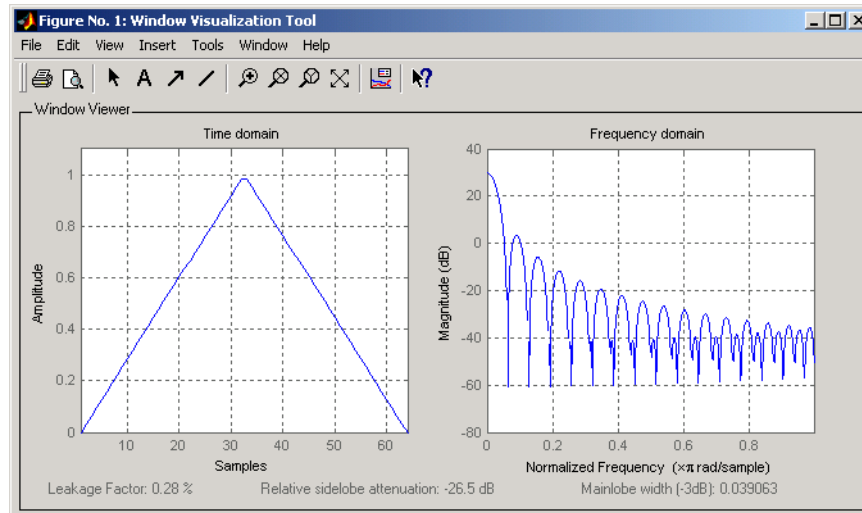 Figure No. 1: Window Visualization Tool
File Edit View Insert Tools Window Help
A
?
Window Viewer
Time domain
Frequency domain
1
0.8
0.6
0.4
0.2
0
Amplitude
10 20 30 40 50 60
Samples
40
20
0
-20
-40
-60
-80
Magnitude (dB)
0 0.2 0.4 0.6 0.8
Normalized Frequency (×π rad/sample)
Leakage Factor: 0.28 %
Relative sidelobe attenuation: -26.5 dB
Mainlobe width (-3dB): 0.039063